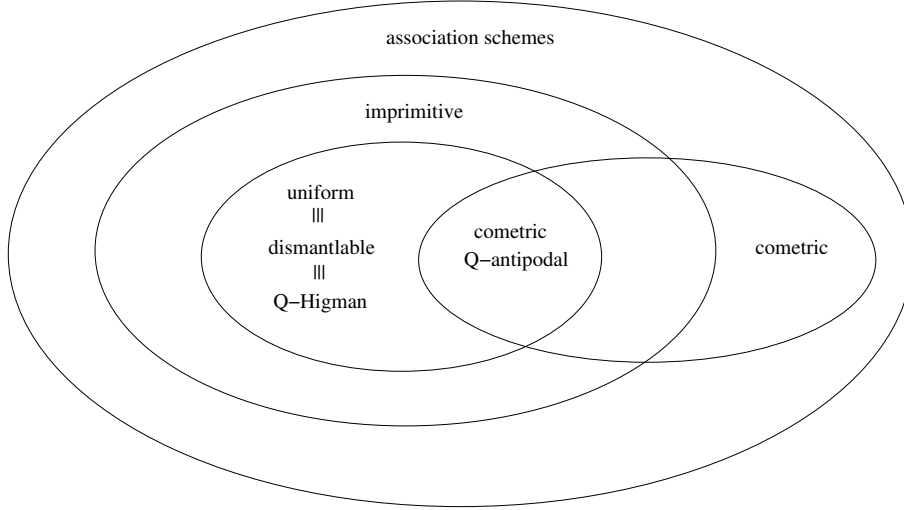 association schemes
imprimitive
uniform
|||
dismantlable
|||
Q−Higman
cometric
Q−antipodal
cometric